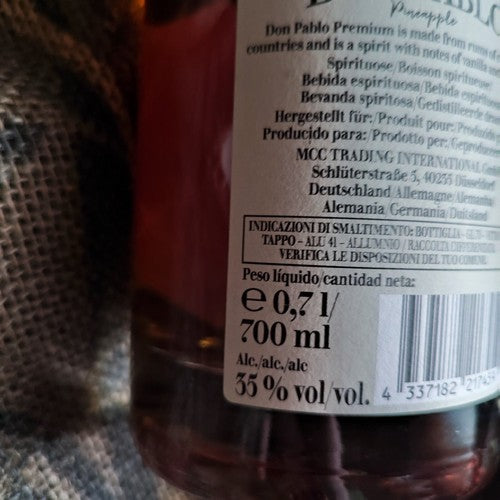 Pineapple
Don Pablo Premium is made from rums of
countries and is a spirit with notes of vanilla
Spirituose/Boisson spiritueuse
Bebida espirituosa/Bebida
Bevanda spiritosa/Gedistilleerde
Hergestellt für:/Produit pour:/Producido
Producido para:/Prodotto per:/Geproduceerd
MCC TRADING INTERNATIONAL
Schlüterstraße 5, 40235 Düsseldorf
Deutschland/Allemagne/Alemania
Alemania/Germania/Duitsland
INDICAZIONI DI SMALTIMENTO: BOTTIGLIA - GL
TAPPO - ALU 41 - ALLUMINIO / RACCOLTA DIFFERENZIATA
VERIFICA LE DISPOSIZIONI DEL TUO COMUNE.
Peso líquido/cantidad neta:
℮ 0,7 l/
700 ml
Alc./alc./alc
35 % vol/vol.
4 337182